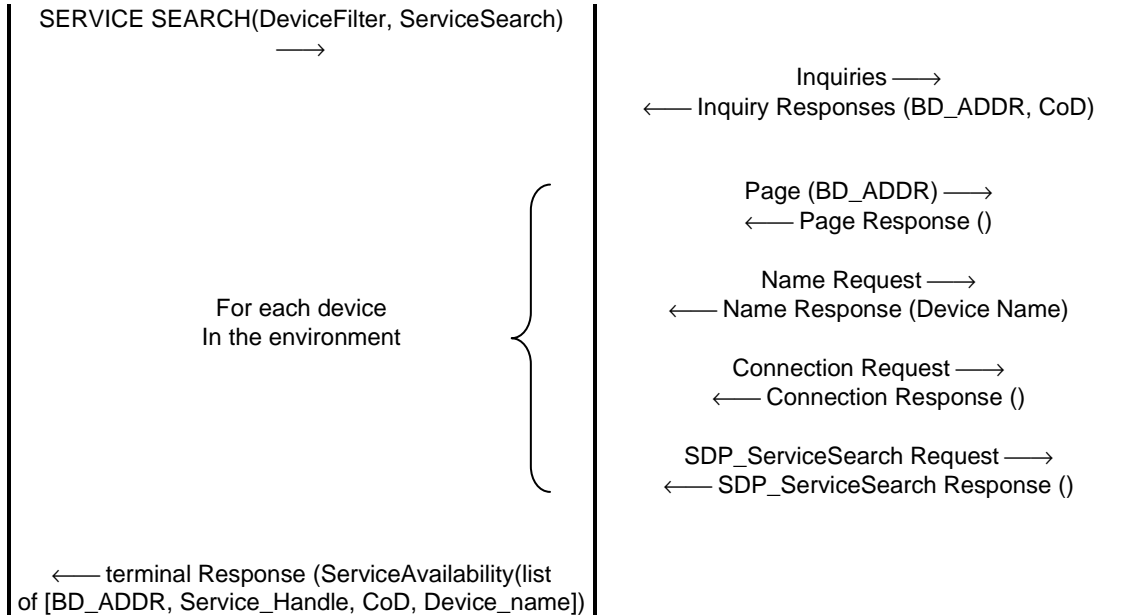 SERVICE SEARCH(DeviceFilter, ServiceSearch)
⟶
Inquiries ⟶
⟵ Inquiry Responses (BD_ADDR, CoD)
Page (BD_ADDR) ⟶
⟵ Page Response ()
Name Request ⟶
⟵ Name Response (Device Name)
For each device
In the environment
Connection Request ⟶
⟵ Connection Response ()
SDP_ServiceSearch Request ⟶
⟵ SDP_ServiceSearch Response ()
⟵ terminal Response (ServiceAvailability(list
of [BD_ADDR, Service_Handle, CoD, Device_name])